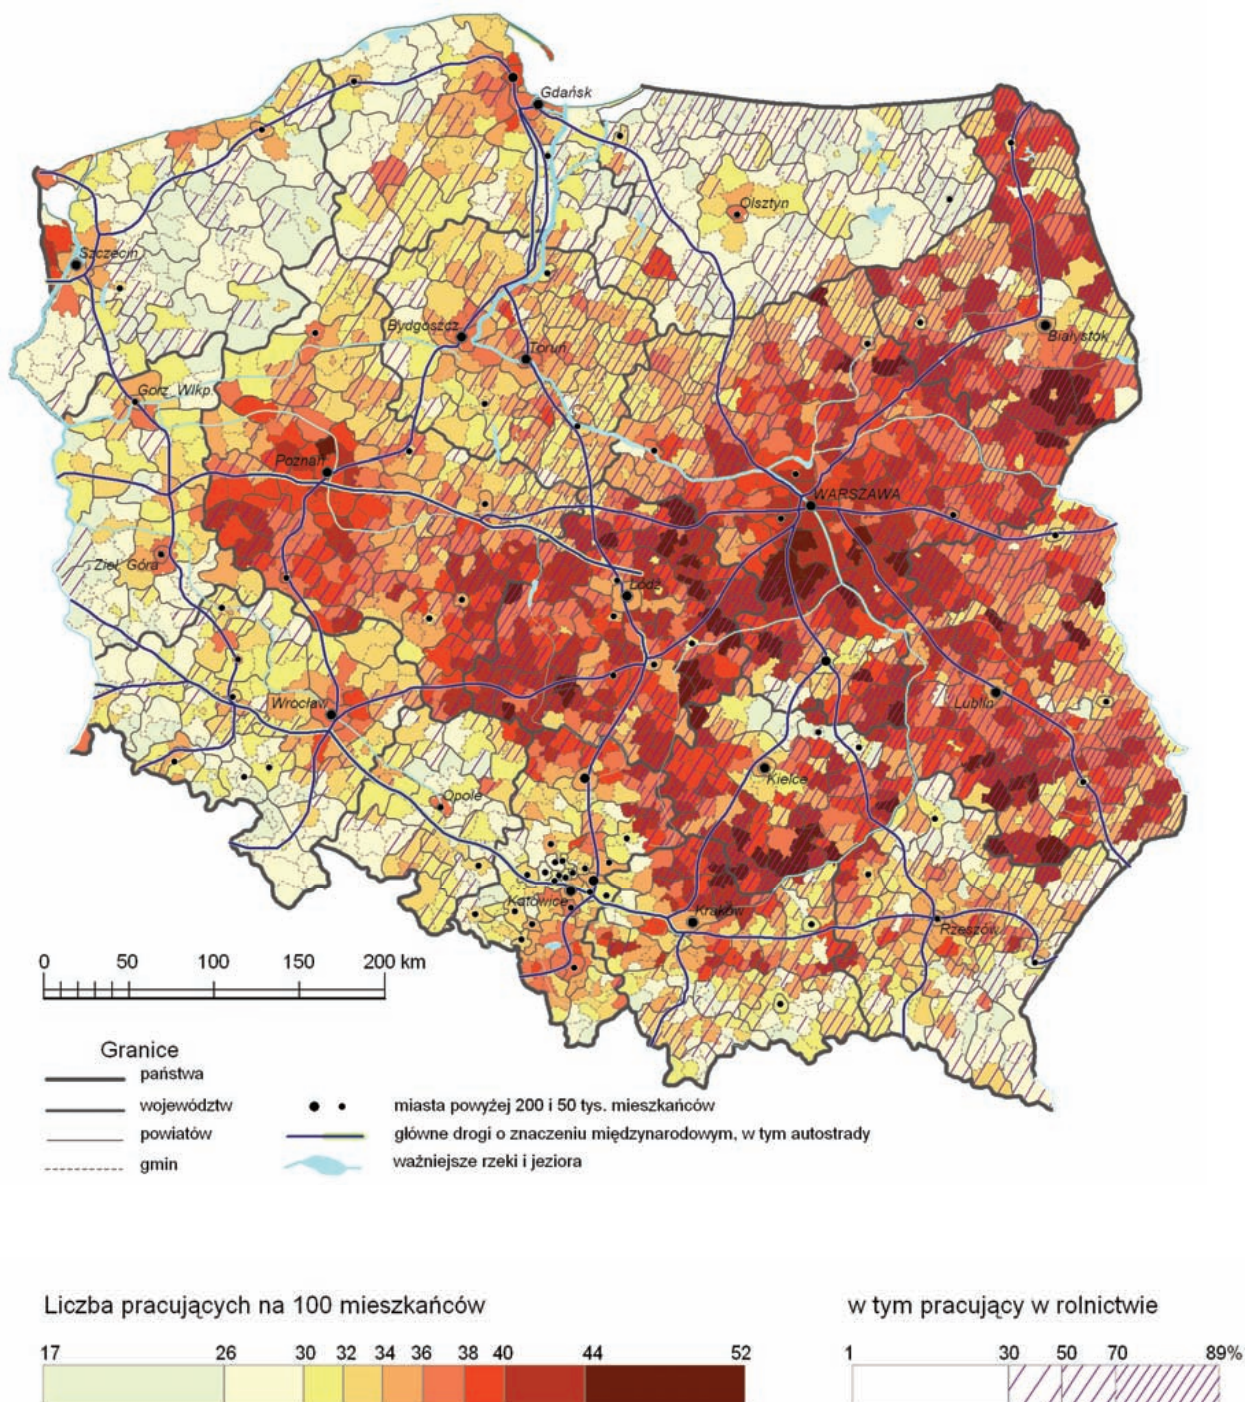 Gdańsk
Olsztyn
Szczecin
Bydgoszcz
Białystok
Toruń
Gorz. Wlkp.
Poznań
WARSZAWA
Ziel. Góra
Łódź
Wrocław
Lublin
Kielce
Opole
Katowice
Kraków
Rzeszów
0 50 100 150 200 km
Granice
państwa
województw
powiatów
gmin
miasta powyżej 200 i 50 tys. mieszkańców
główne drogi o znaczeniu międzynarodowym, w tym autostrady
ważniejsze rzeki i jeziora
Liczba pracujących na 100 mieszkańców
w tym pracujący w rolnictwie
17 26 30 32 34 36 38 40 44 52
1 30 50 70 89%